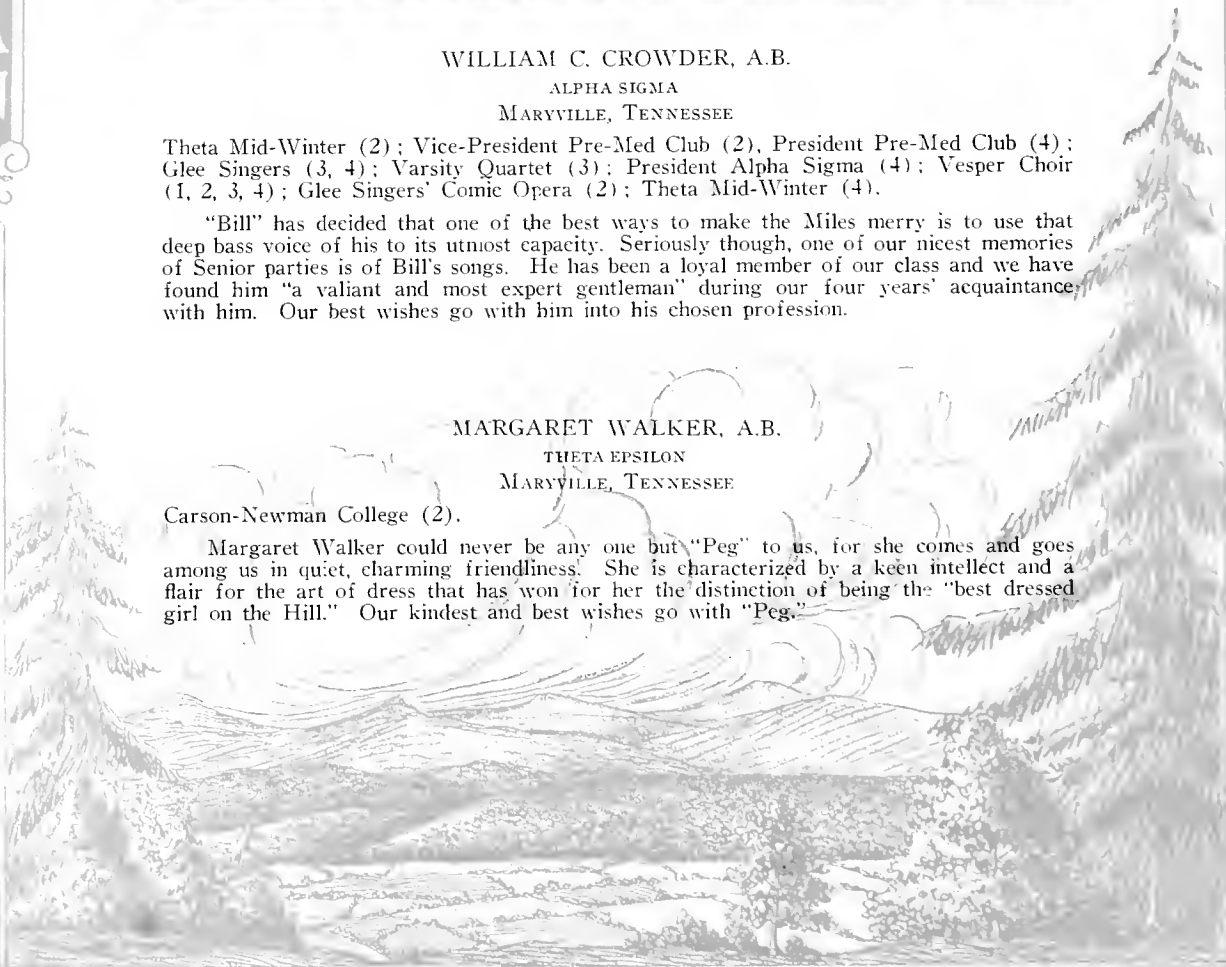 WILLIAM C. CROWDER, A.B.
ALPHA SIGMA
MARYVILLE, TENNESSEE
Theta Mid-Winter (2) ; Vice-President Pre-Med Club (2), President Pre-Med Club (4) ;
Glee Singers (3, 4) ; Varsity Quartet (3) ; President Alpha Sigma (4) ; Vesper Choir
(1, 2, 3, 4) ; Glee Singers' Comic Opera (2) ; Theta Mid-Winter (4).
"Bill" has decided that one of the best ways to make the Miles merry is to use that
deep bass voice of his to its utmost capacity. Seriously though, one of our nicest memories
of Senior parties is of Bill's songs. He has been a loyal member of our class and we have
found him "a valiant and most expert gentleman" during our four years' acquaintance
with him. Our best wishes go with him into his chosen profession.
MARGARET WALKER, A.B.
THETA EPSILON
MARYVILLE, TENNESSEE
Carson-Newman College (2).
Margaret Walker could never be any one but "Peg" to us, for she comes and goes
among us in quiet, charming friendliness. She is characterized by a keen intellect and a
flair for the art of dress that has won for her the distinction of being the "best dressed
girl on the Hill." Our kindest and best wishes go with "Peg."